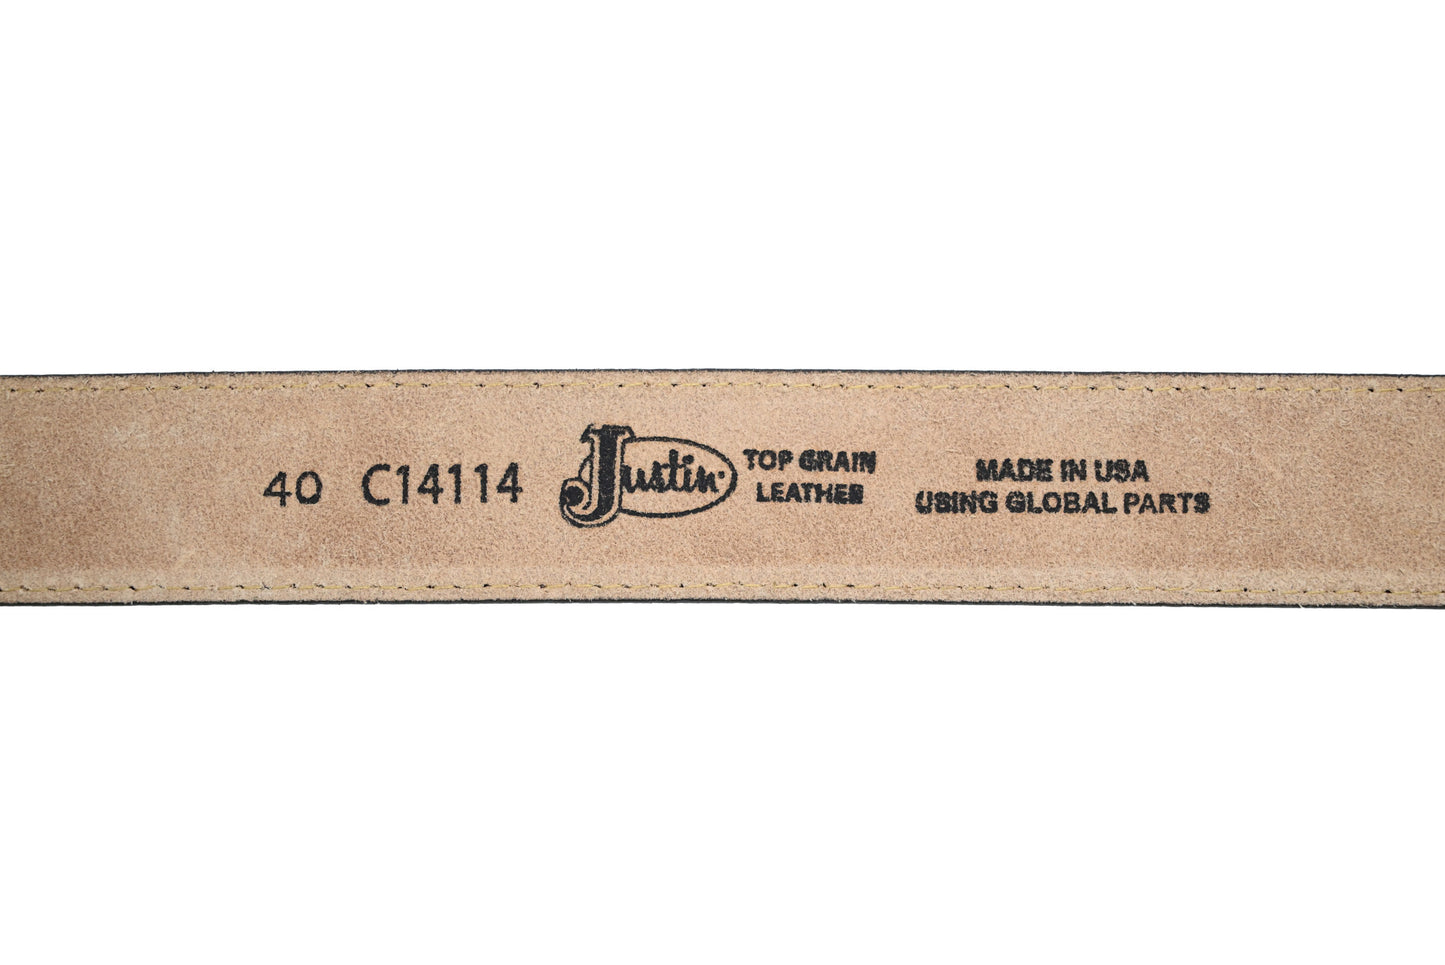 40 C14114 Justin TOP GRAIN
LEATHER
MADE IN USA
USING GLOBAL PARTS